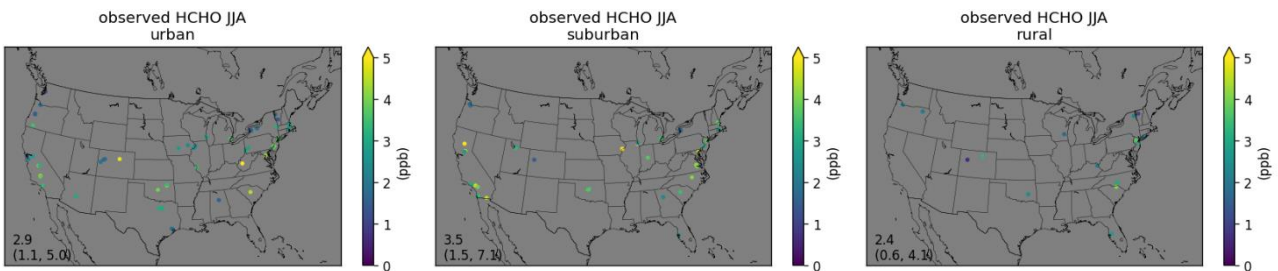 observed HCHO JJA
urban
5
4
3
2
1
0
(ppb)
2.9
(1.1, 5.0)
observed HCHO JJA
suburban
5
4
3
2
1
0
(ppb)
3.5
(1.5, 7.1)
observed HCHO JJA
rural
5
4
3
2
1
0
(ppb)
2.4
(0.6, 4.1)